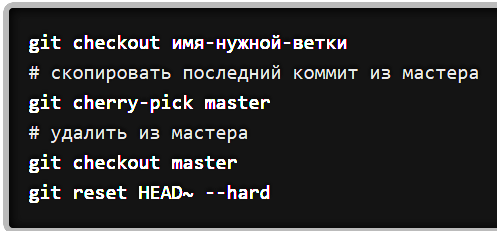 git checkout имя-нужной-ветки
# скопировать последний коммит из мастера
git cherry-pick master
# удалить из мастера
git checkout master
git reset HEAD~ --hard